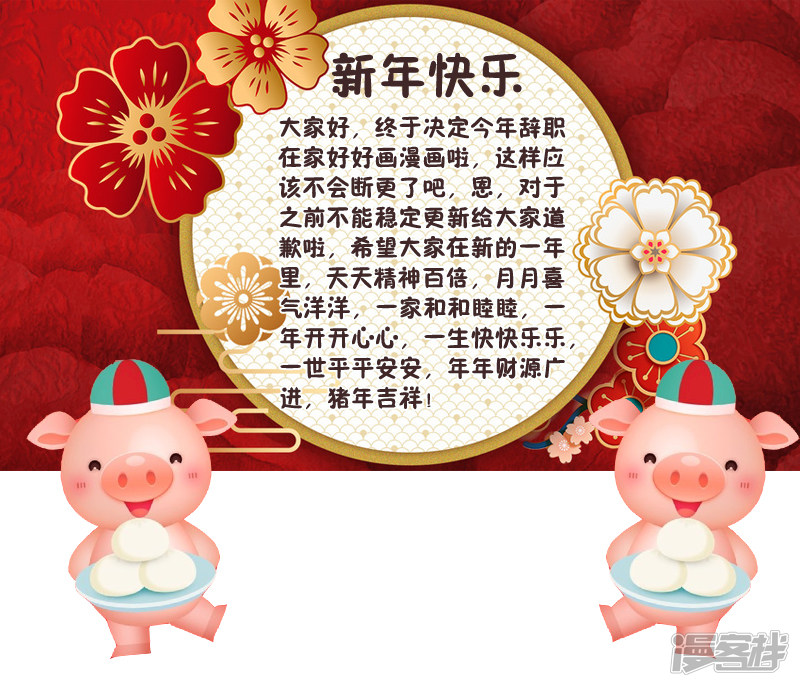 新年快乐
大家好，终于决定今年辞职
在家好好画漫画啦，这样应
该不会断更了吧，恩，对于
之前不能稳定更新给大家道
歉啦，希望大家在新的一年
里，天天精神百倍，月月喜
气洋洋，一家和和睦睦，一
年开开心心，一生快快乐乐，
一世平平安安，年年财源广
进，猪年吉祥！
漫客栈